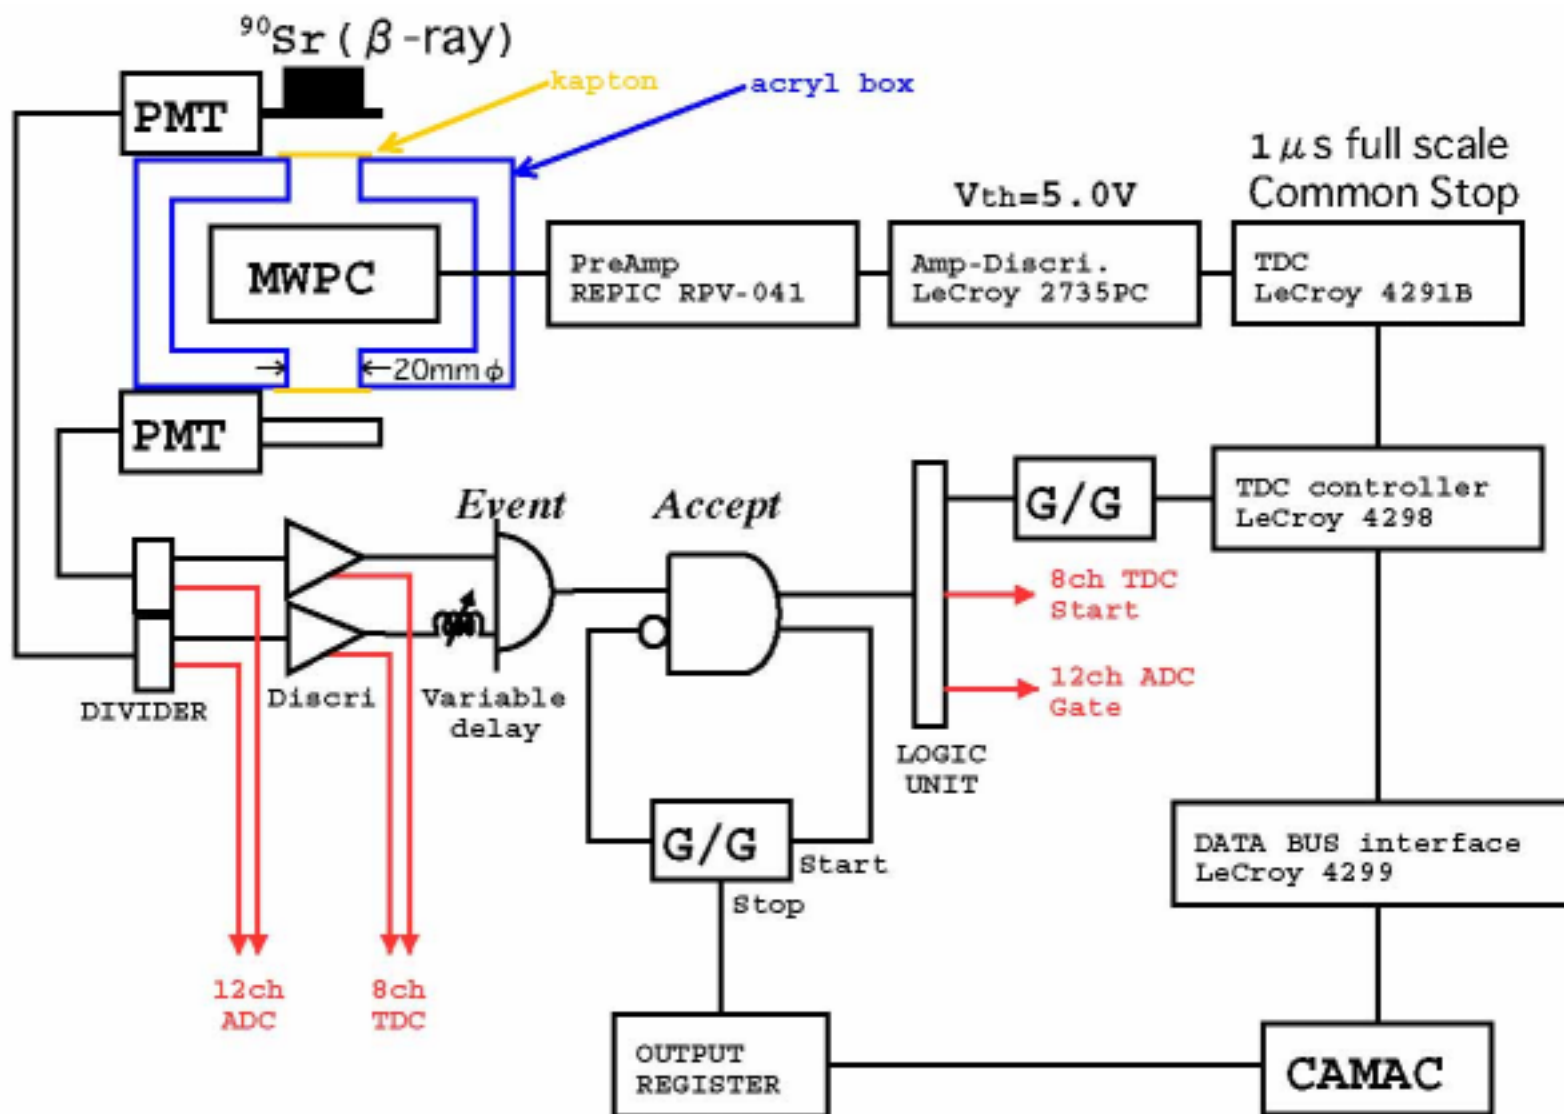 ⁹⁰Sr (β-ray)
kapton
acryl box
PMT
1 μs full scale
Common Stop
Vth=5.0V
MWPC
PreAmp
REPIC RPV-041
Amp-Discri.
LeCroy 2735PC
TDC
LeCroy 4291B
20mmφ
PMT
Event
Accept
G/G
TDC controller
LeCroy 4298
8ch TDC
Start
12ch ADC
Gate
DIVIDER
Discri
Variable
delay
LOGIC
UNIT
G/G
Start
Stop
DATA BUS interface
LeCroy 4299
12ch
ADC
8ch
TDC
OUTPUT
REGISTER
CAMAC